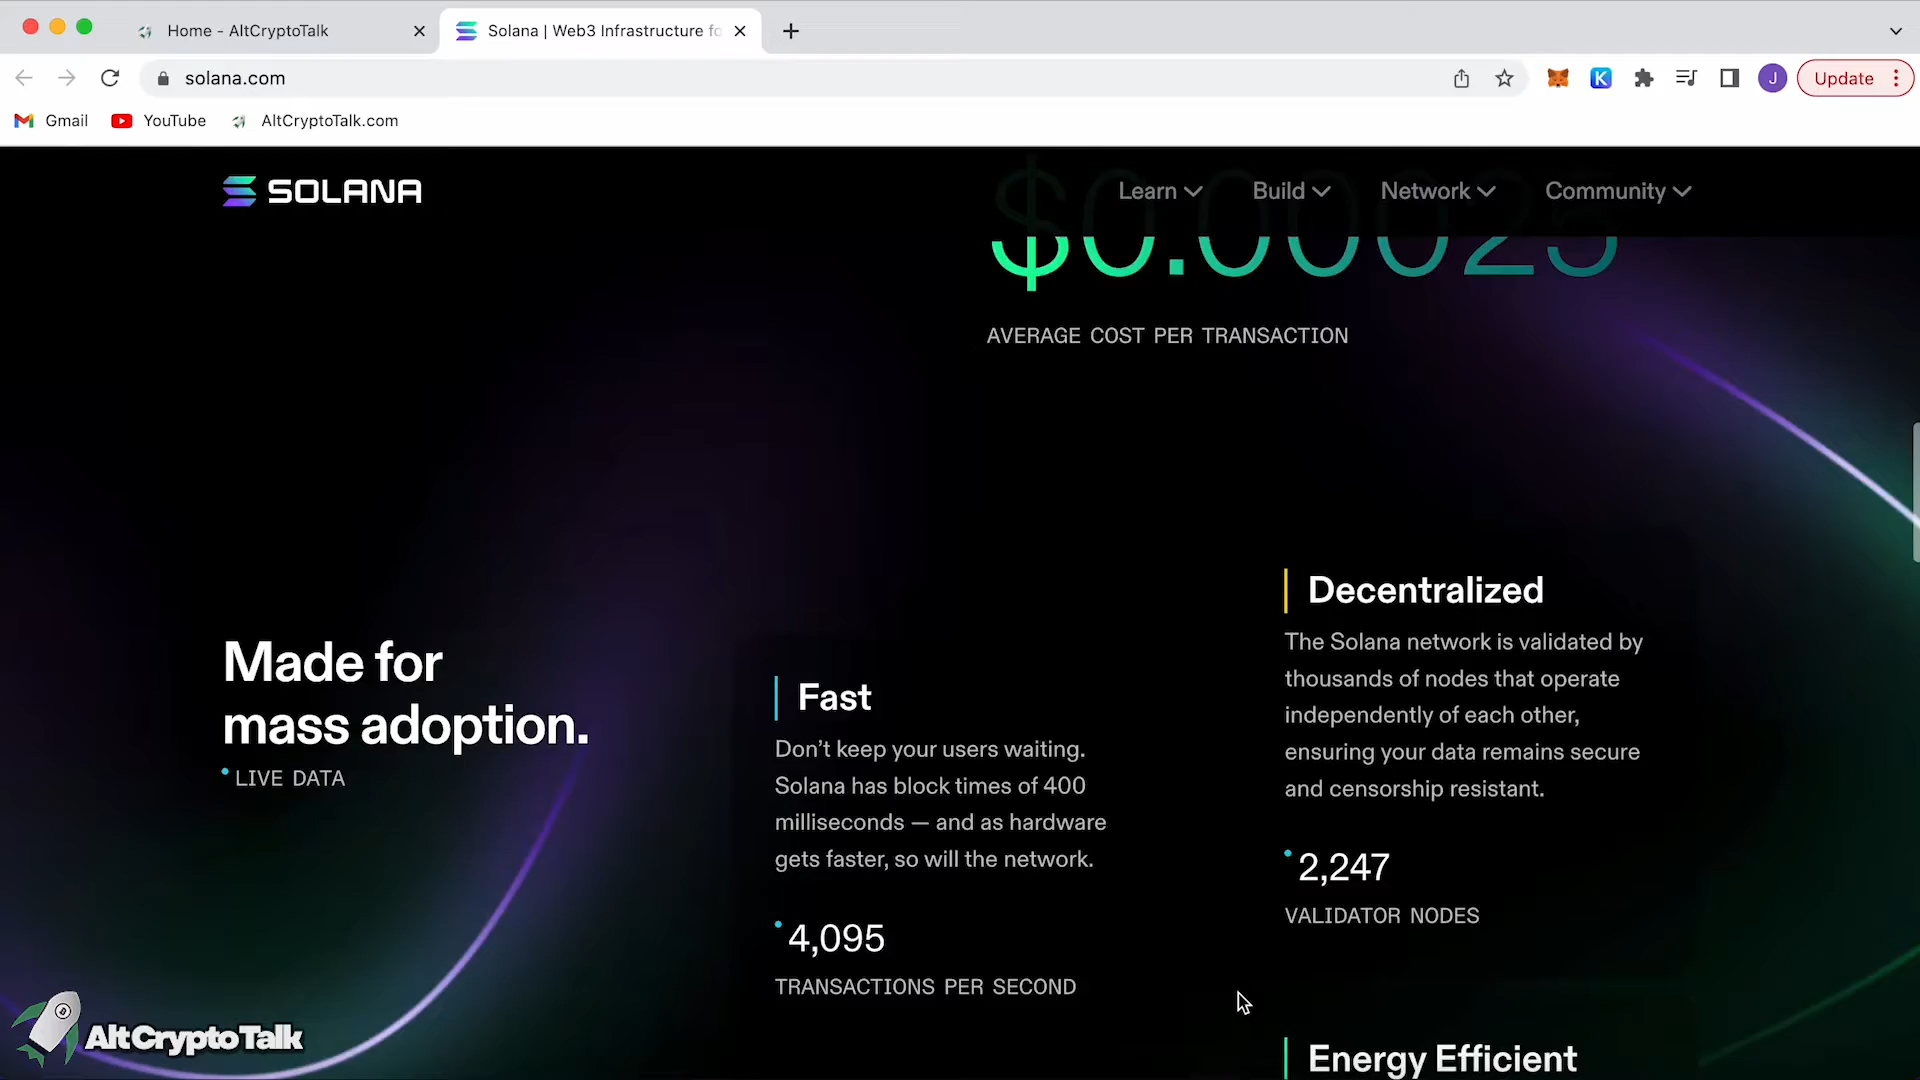 Home - AltCryptoTalk
Solana | Web3 Infrastructure fo
solana.com
J
Update
Gmail
YouTube
AltCryptoTalk.com
SOLANA
Learn
Build
Network
Community
$0.00025
AVERAGE COST PER TRANSACTION
Made for
mass adoption.
LIVE DATA
Fast
Don’t keep your users waiting.
Solana has block times of 400
milliseconds — and as hardware
gets faster, so will the network.
4,095
TRANSACTIONS PER SECOND
Decentralized
The Solana network is validated by
thousands of nodes that operate
independently of each other,
ensuring your data remains secure
and censorship resistant.
2,247
VALIDATOR NODES
Energy Efficient
AltCryptoTalk